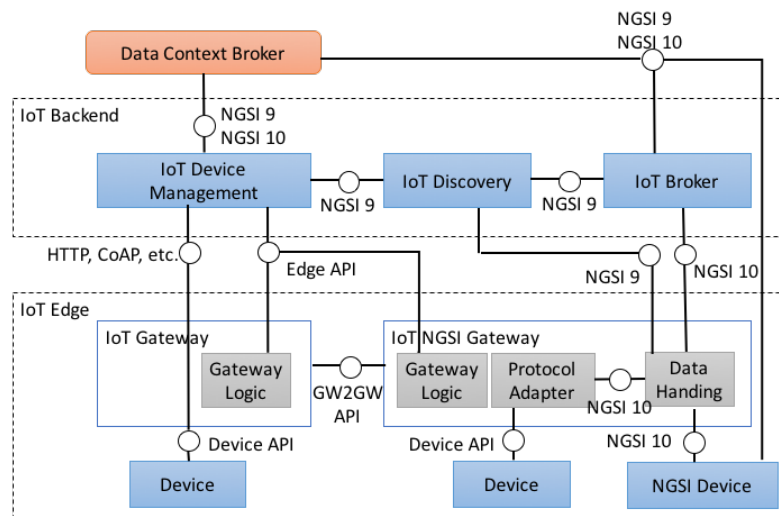 NGSI 9
NGSI 10
Data Context Broker
IoT Backend
NGSI 9
NGSI 10
IoT Device
Management
IoT Discovery
IoT Broker
NGSI 9
NGSI 9
HTTP, CoAP, etc.
Edge API
NGSI 9
NGSI 10
IoT Edge
IoT Gateway
IoT NGSI Gateway
Gateway
Logic
Gateway
Logic
Protocol
Adapter
Data
Handing
GW2GW
API
NGSI 10
Device API
Device API
NGSI 10
Device
Device
NGSI Device